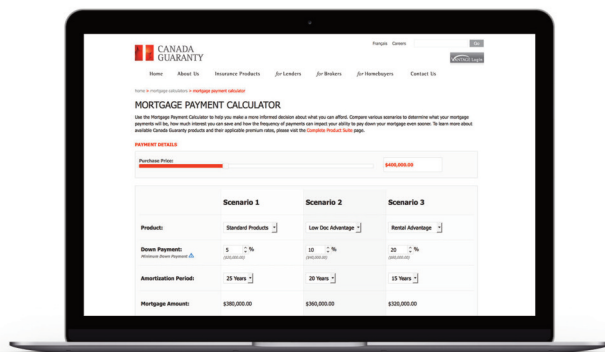 Français Careers Go
CANADA
GUARANTY
Login
Home About Us Insurance Products for Lenders for Brokers for Homebuyers Contact Us
home > mortgage calculators > mortgage payment calculator
MORTGAGE PAYMENT CALCULATOR
Use the Mortgage Payment Calculator to help you make a more informed decision about what you can afford. Compare various scenarios to determine what your mortgage
payments will be, how much interest you can save and how the frequency of payments can impact your ability to pay down your mortgage even sooner. To learn more about
available Canada Guaranty products and their applicable premium rates, please visit the Complete Product Suite page.
PAYMENT DETAILS
Purchase Price:
$400,000.00
Scenario 1 Scenario 2 Scenario 3
Product: Standard Products Low Doc Advantage Rental Advantage
Down Payment: 5 % 10 % 20 %
Minimum Down Payment
Amortization Period: 25 Years 20 Years 15 Years
Mortgage Amount: $380,000.00 $360,000.00 $320,000.00